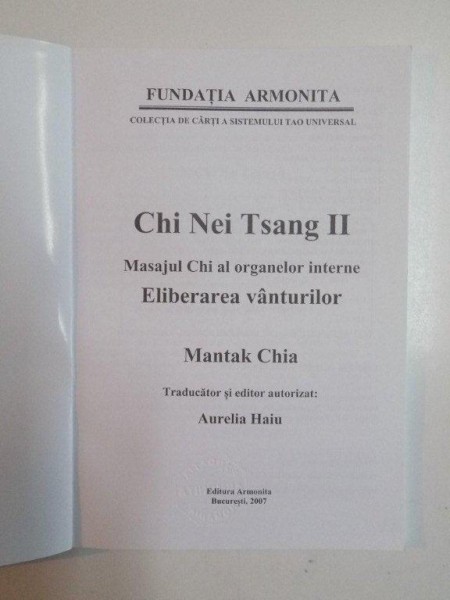 FUNDAȚIA ARMONITA
COLECȚIA DE CĂRȚI A SISTEMULUI TAO UNIVERSAL
Chi Nei Tsang II
Masajul Chi al organelor interne
Eliberarea vânturilor
Mantak Chia
Traducător și editor autorizat:
Aurelia Haiu
Editura Armonita
București, 2007